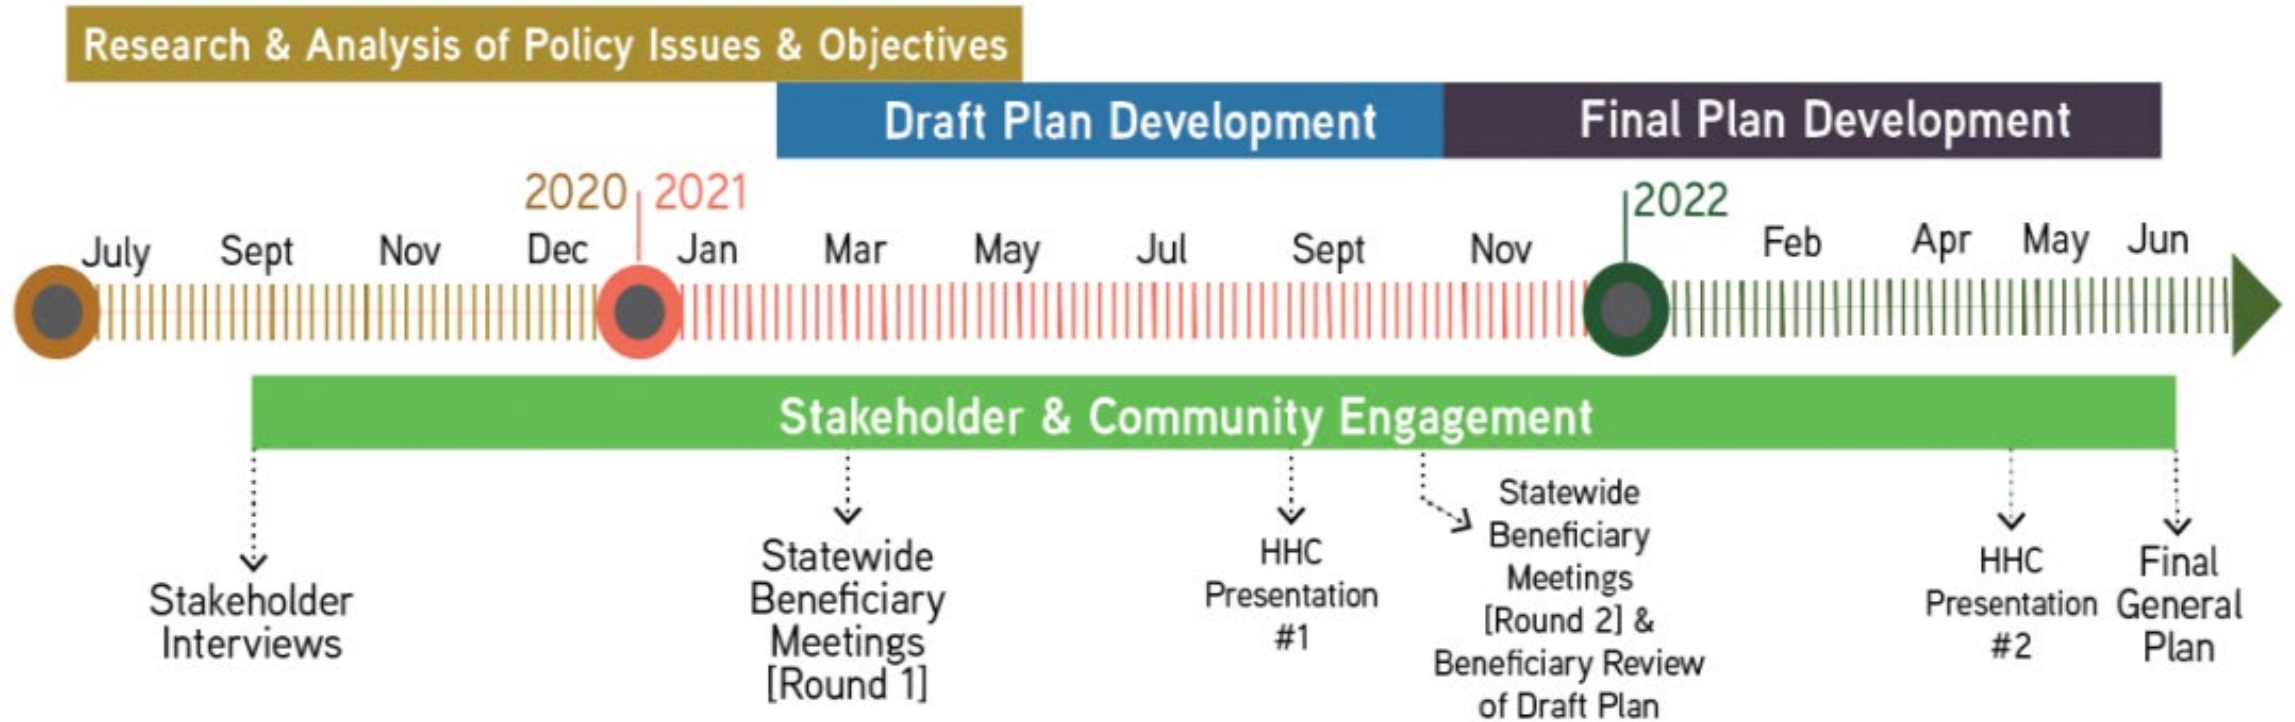 Research & Analysis of Policy Issues & Objectives
Draft Plan Development
Final Plan Development
2020
2021
2022
July Sept Nov Dec Jan Mar May Jul Sept Nov Feb Apr May Jun
Stakeholder & Community Engagement
Stakeholder
Interviews
Statewide
Beneficiary
Meetings
[Round 1]
HHC
Presentation
#1
Statewide
Beneficiary
Meetings
[Round 2] &
Beneficiary Review
of Draft Plan
HHC
Presentation
#2
Final
General
Plan